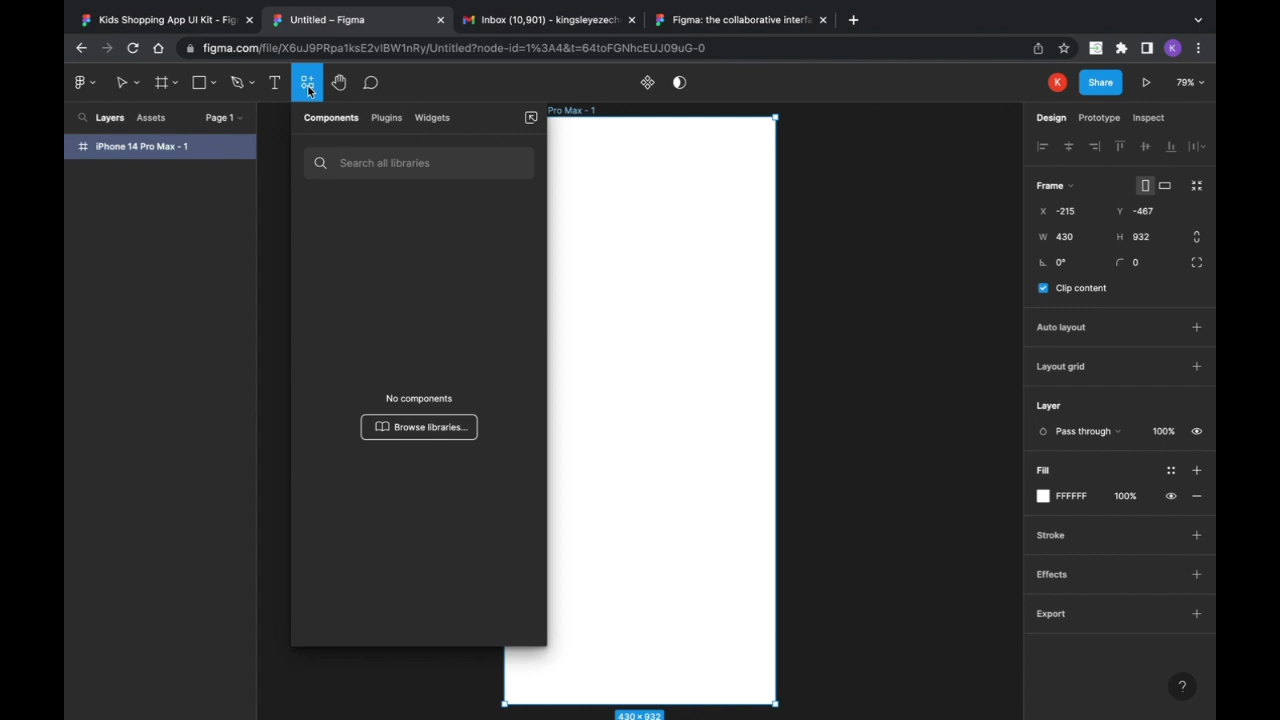 Kids Shopping App UI Kit - Fig
Untitled – Figma
Inbox (10,901) - kingsleyezech
Figma: the collaborative interfa
figma.com/file/X6uJ9PRpa1ksE2vlBW1nRy/Untitled?node-id=1%3A4&t=64toFGNhcEUJ09uG-0
K
K
Share
79%
Layers
Assets
Page 1
Components
Plugins
Widgets
Pro Max - 1
Design
Prototype
Inspect
iPhone 14 Pro Max - 1
Search all libraries
Frame
X -215
Y -467
W 430
H 932
0°
0
Clip content
Auto layout
Layout grid
No components
Browse libraries...
Layer
Pass through
100%
Fill
FFFFFF
100%
Stroke
Effects
Export
430 × 932
?